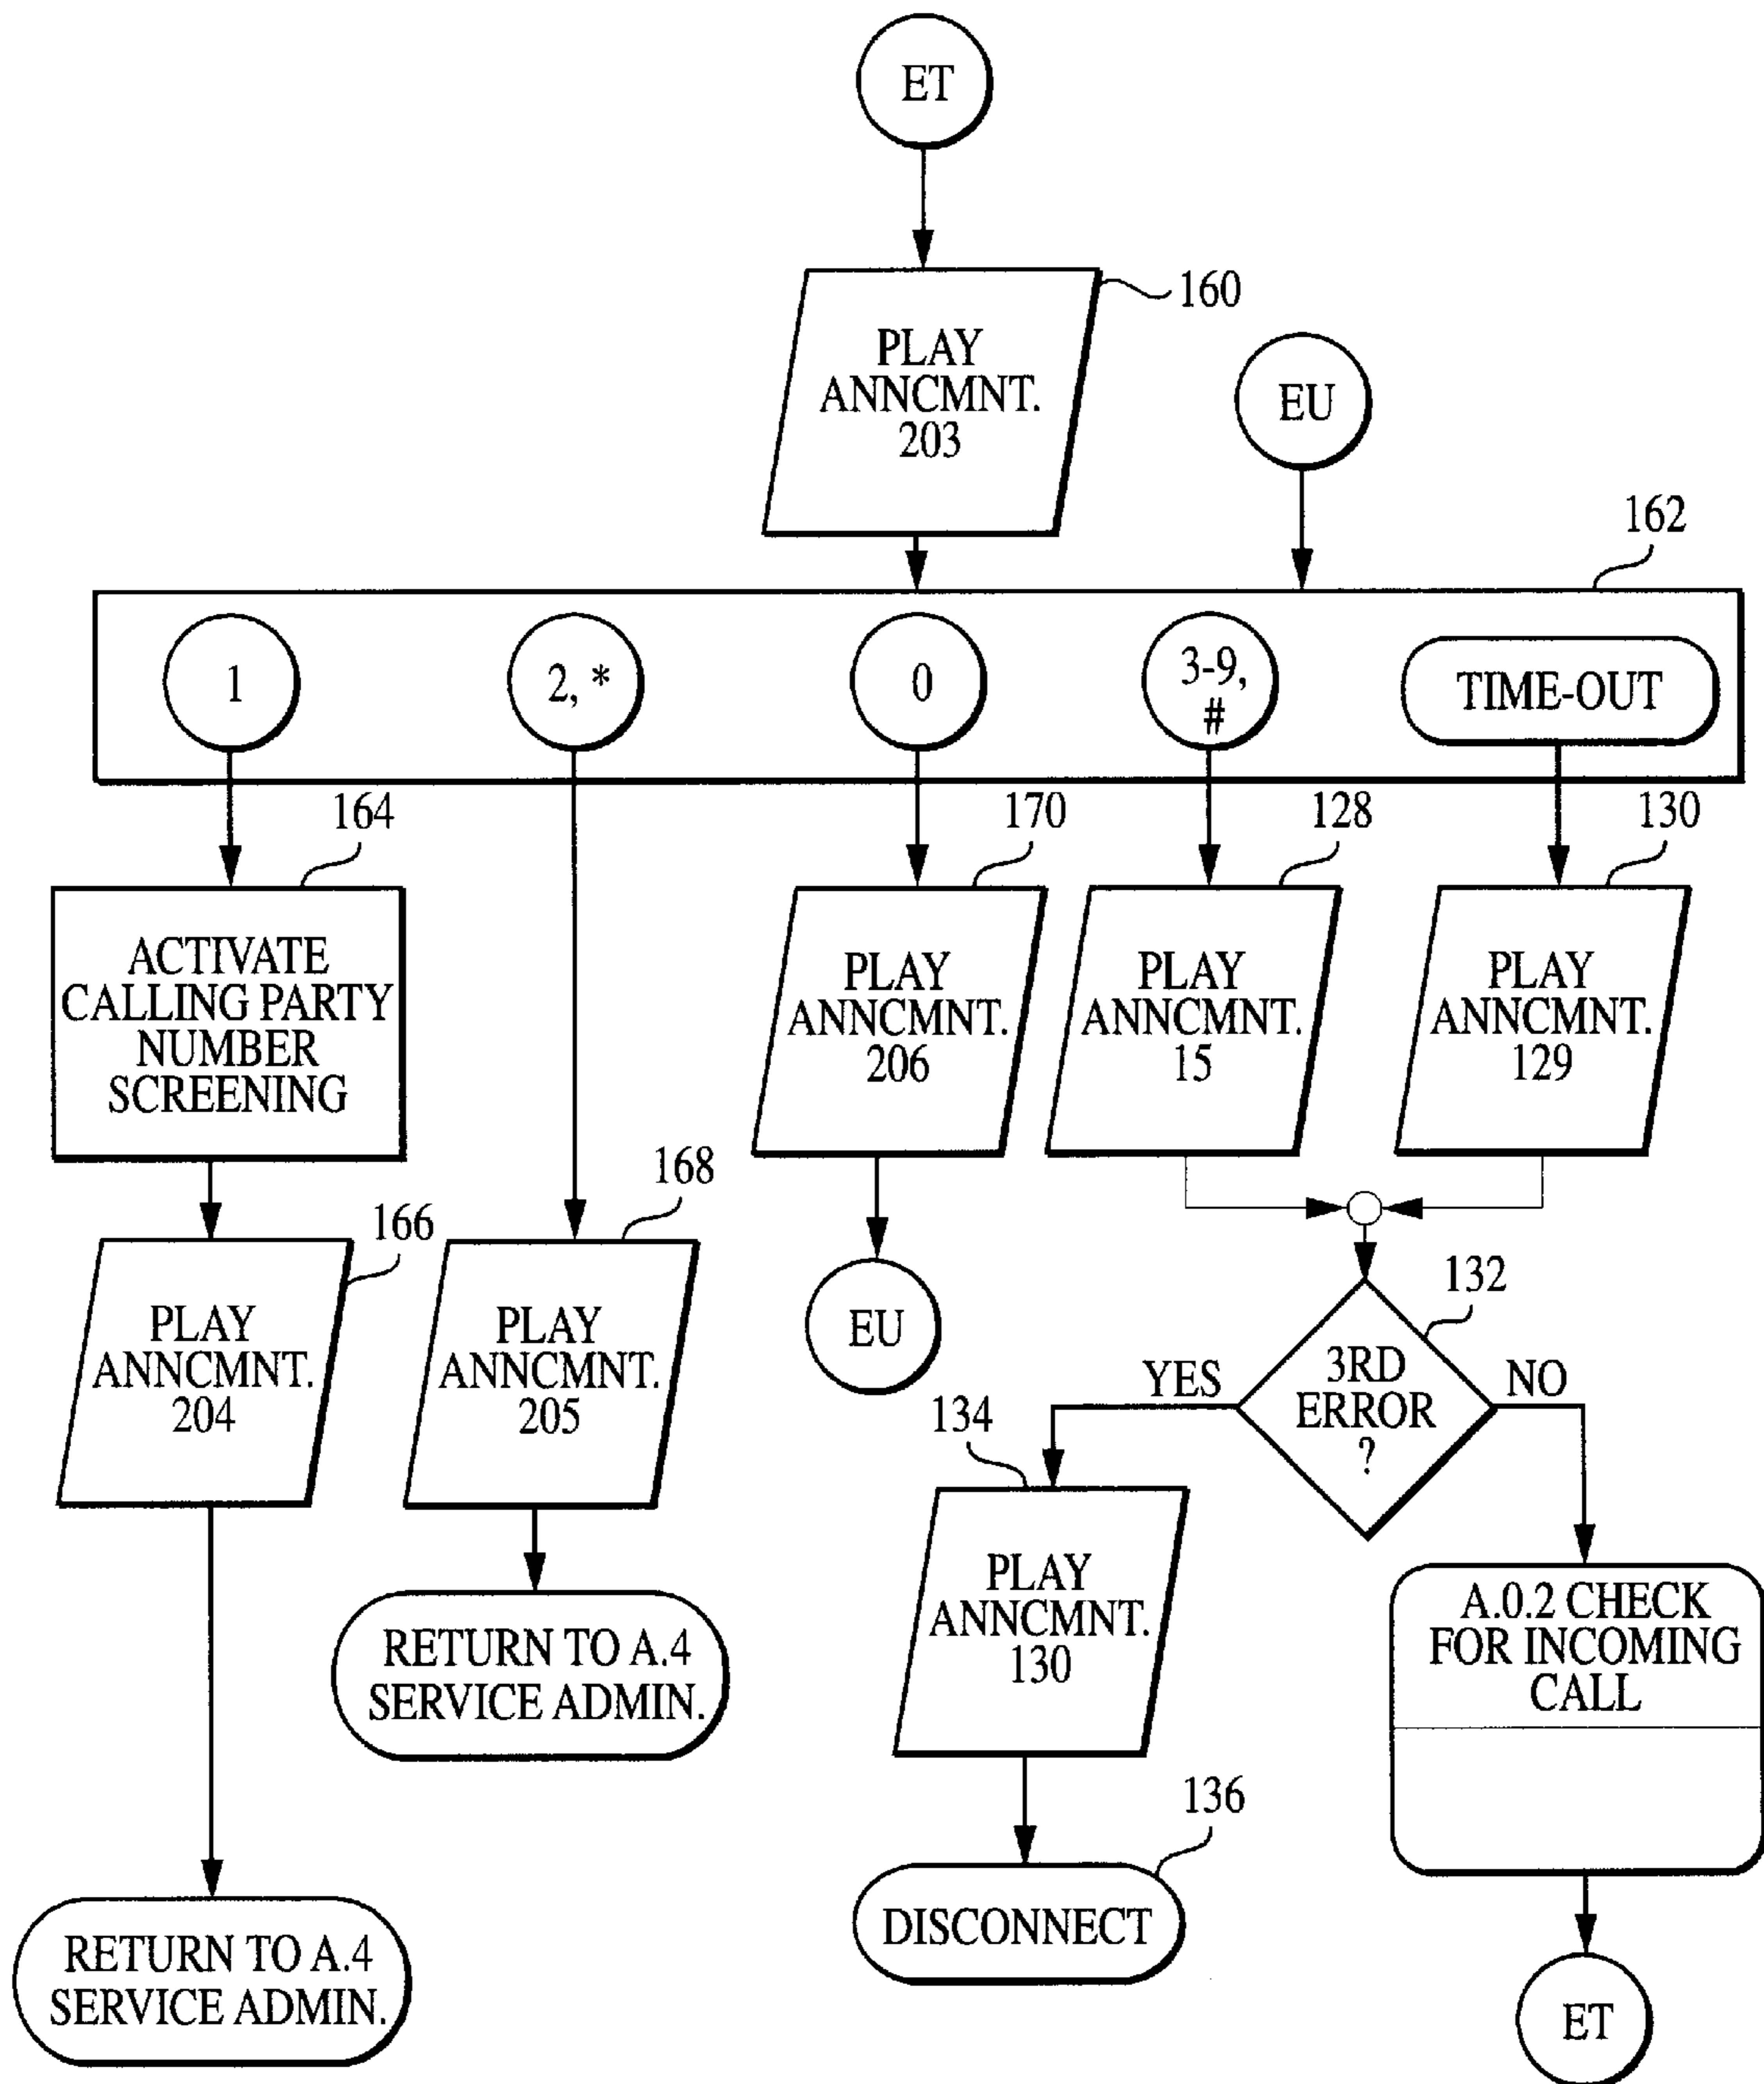 ET
160
PLAY
ANNCMNT.
203
EU
162
1
2, *
0
3-9,
#
TIME-OUT
164
170
128
130
ACTIVATE
CALLING PARTY
NUMBER
SCREENING
PLAY
ANNCMNT.
206
PLAY
ANNCMNT.
15
PLAY
ANNCMNT.
129
166
168
PLAY
ANNCMNT.
204
PLAY
ANNCMNT.
205
EU
132
3RD
ERROR
?
YES
NO
134
PLAY
ANNCMNT.
130
A.0.2 CHECK
FOR INCOMING
CALL
RETURN TO A.4
SERVICE ADMIN.
136
DISCONNECT
RETURN TO A.4
SERVICE ADMIN.
ET